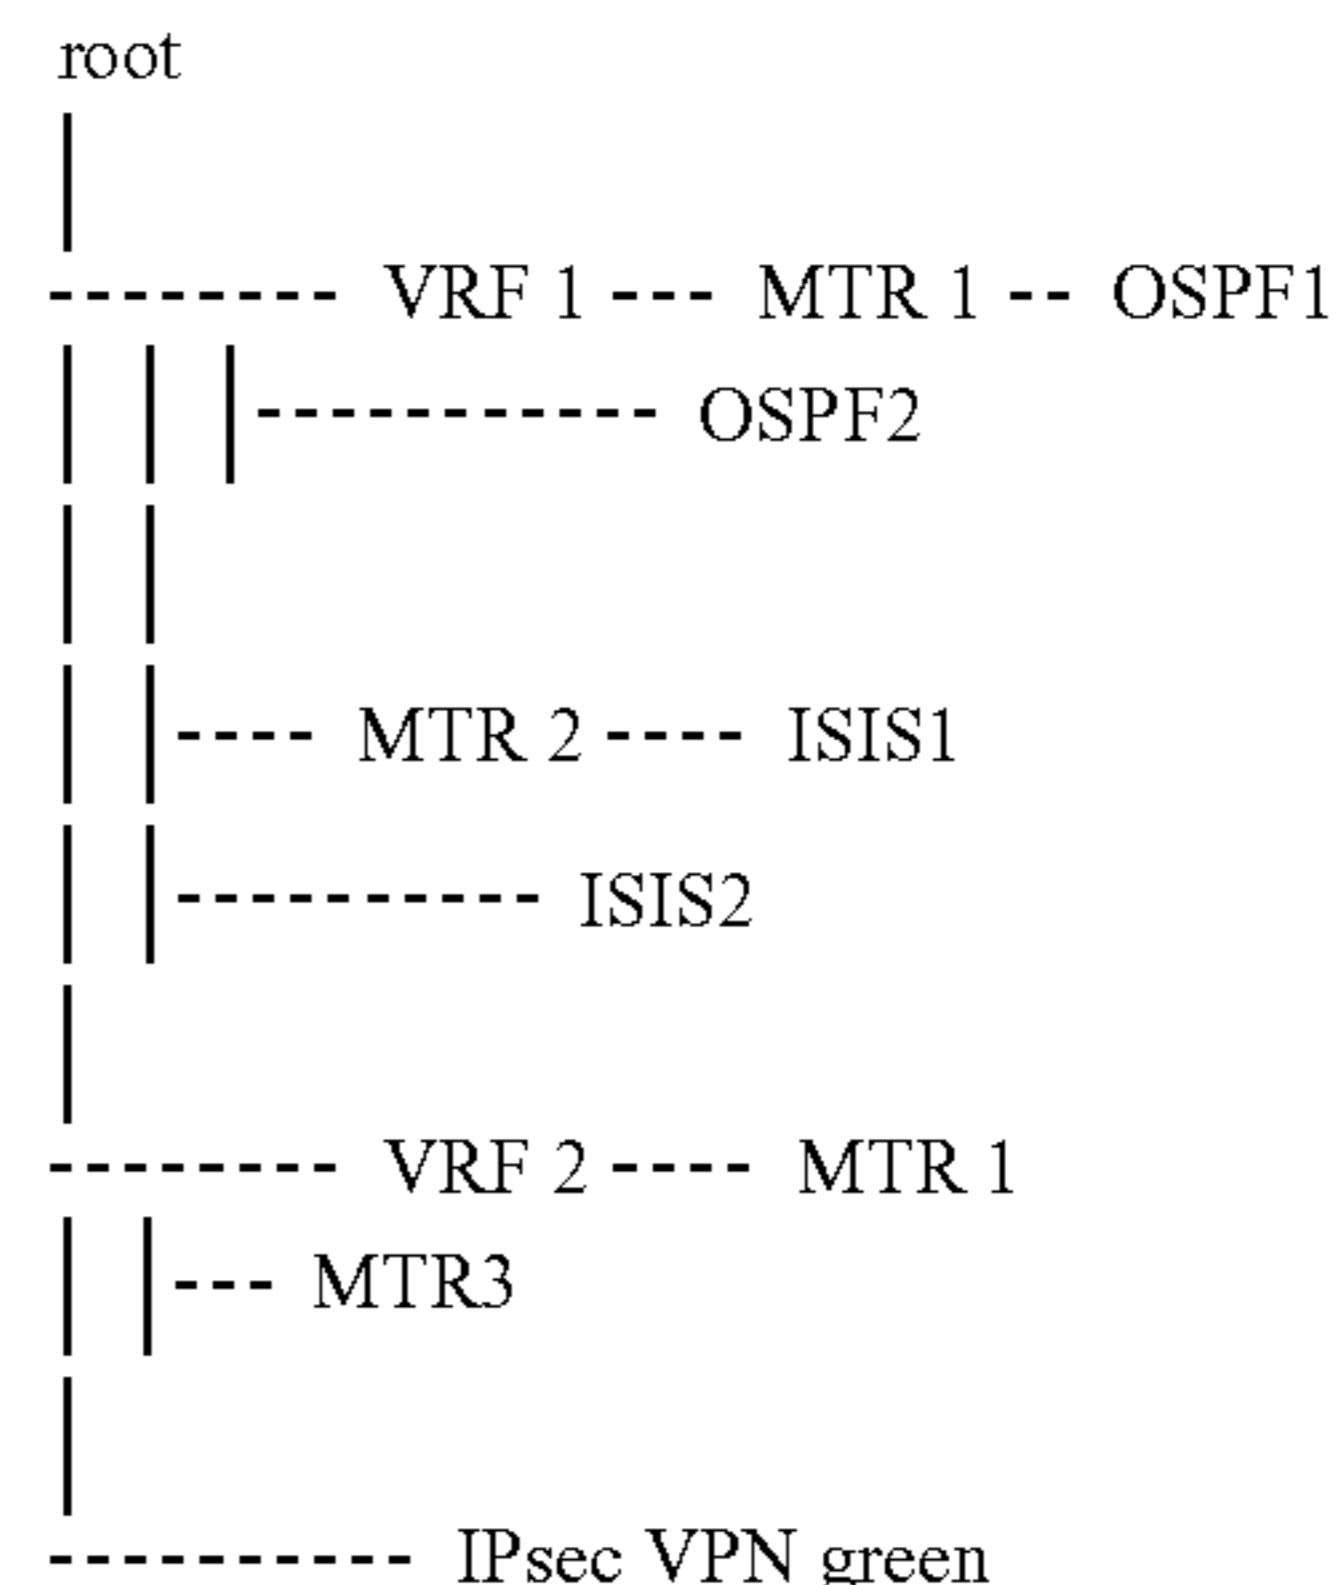 root
VRF 1 --- MTR 1 -- OSPF1
OSPF2
MTR 2 ---- ISIS1
ISIS2
VRF 2 ---- MTR 1
MTR3
IPsec VPN green